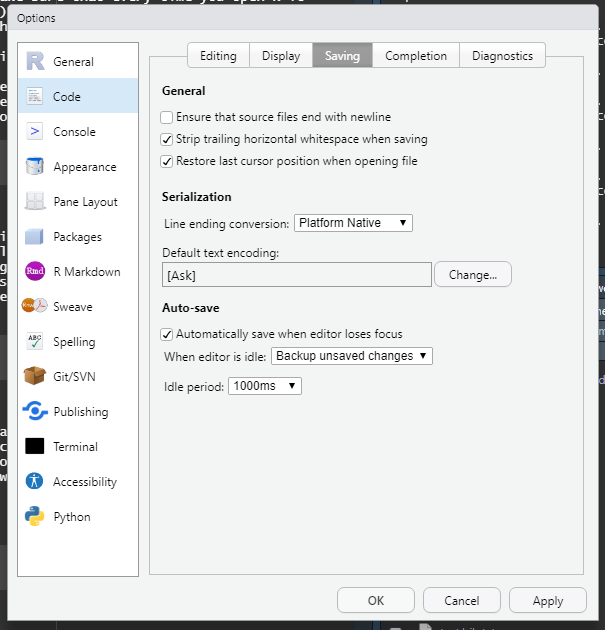 Options
General
Code
Console
Appearance
Pane Layout
Packages
R Markdown
Sweave
Spelling
Git/SVN
Publishing
Terminal
Accessibility
Python
Editing Display Saving Completion Diagnostics
General
Ensure that source files end with newline
Strip trailing horizontal whitespace when saving
Restore last cursor position when opening file
Serialization
Line ending conversion: Platform Native
Default text encoding:
[Ask] Change...
Auto-save
Automatically save when editor loses focus
When editor is idle: Backup unsaved changes
Idle period: 1000ms
OK Cancel Apply